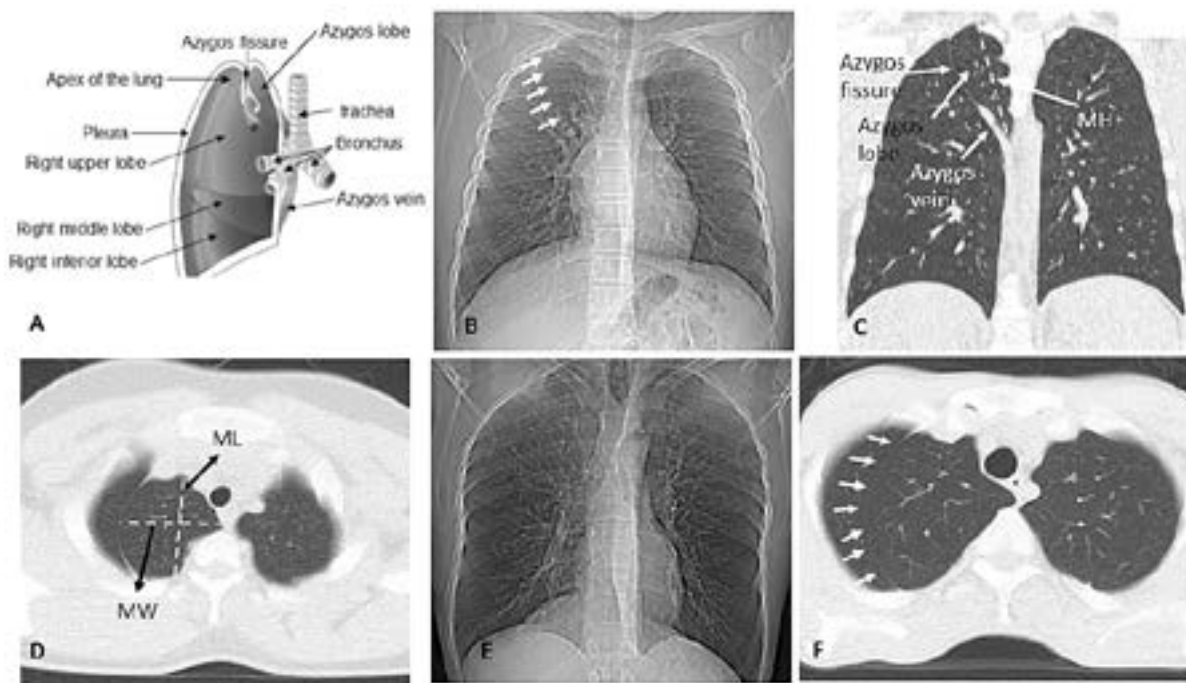 Azygos fissure
Azygos lobe
Apex of the lung
trachea
Pleura
Bronchus
Right upper lobe
Azygos vein
Right middle lobe
Right inferior lobe
A
B
Azygos
fissure
Azygos
lobe
MH
Azygos
vein
C
ML
MW
D
E
F